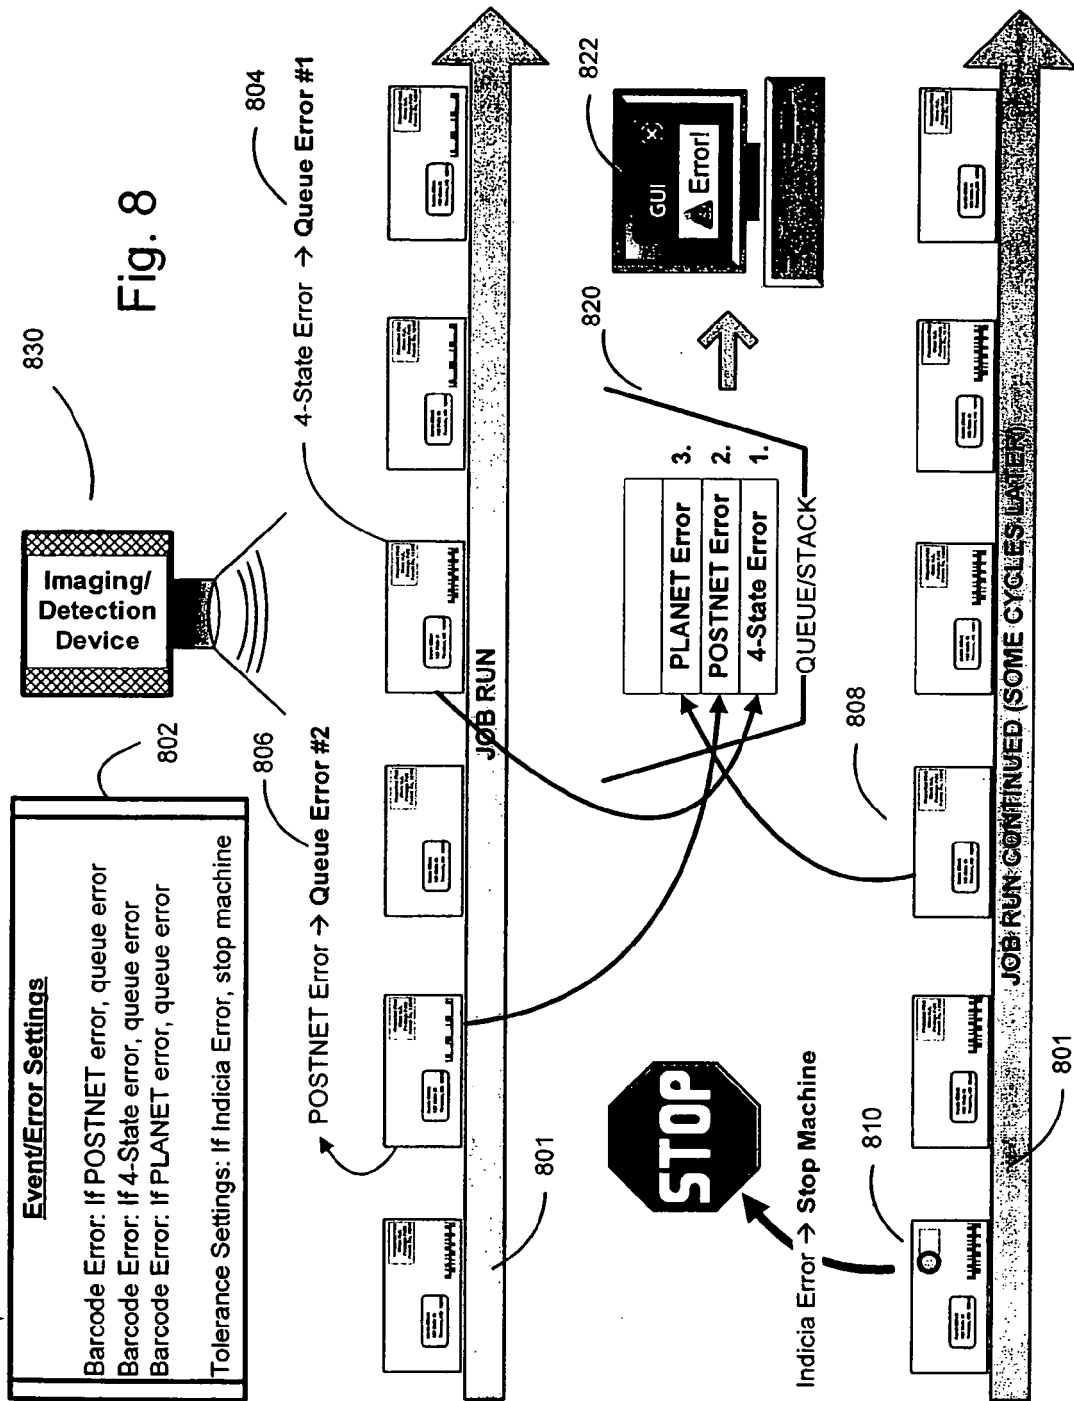 Fig. 8
Event/Error Settings
Barcode Error: If POSTNET error, queue error
Barcode Error: If 4-State error, queue error
Barcode Error: If PLANET error, queue error
Tolerance Settings: If Indicia Error, stop machine
802
Imaging/
Detection
Device
830
POSTNET Error → Queue Error #2
806
4-State Error → Queue Error #1
804
JOB RUN
801
STOP
Indicia Error → Stop Machine
810
PLANET Error
3.
POSTNET Error
2.
4-State Error
1.
QUEUE/STACK
820
GUI
Error!
822
808
JOB RUN CONTINUED (SOME CYCLES LATER)
801